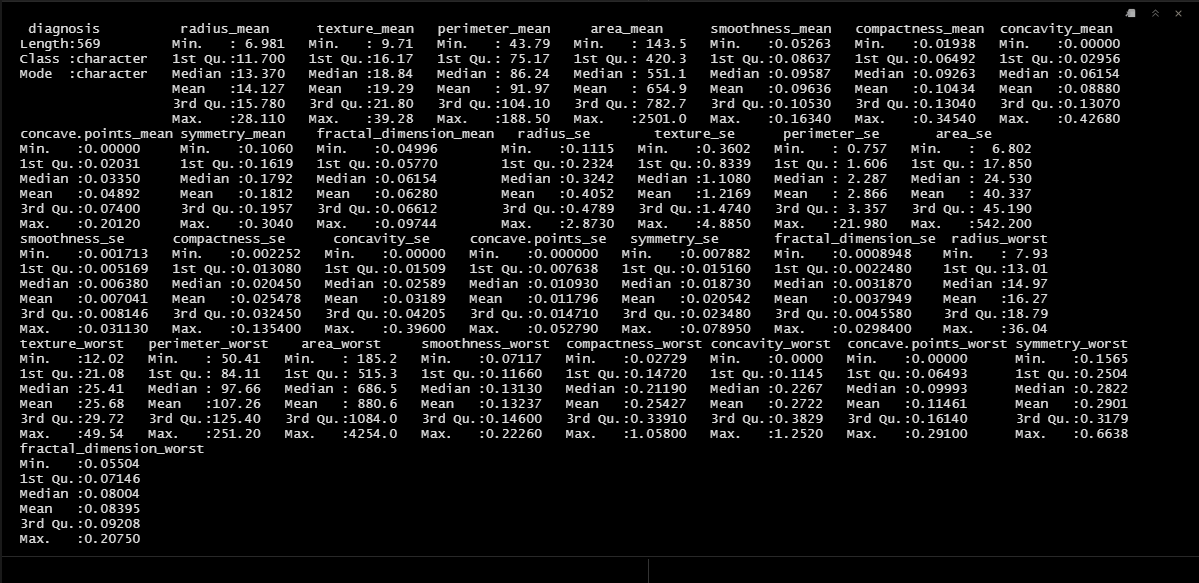 diagnosis radius_mean texture_mean perimeter_mean area_mean smoothness_mean compactness_mean concavity_mean
Length:569 Min. : 6.981 Min. : 9.71 Min. : 43.79 Min. : 143.5 Min. :0.05263 Min. :0.01938 Min. :0.00000
Class :character 1st Qu.:11.700 1st Qu.:16.17 1st Qu.: 75.17 1st Qu.: 420.3 1st Qu.:0.08637 1st Qu.:0.06492 1st Qu.:0.02956
Mode :character Median :13.370 Median :18.84 Median : 86.24 Median : 551.1 Median :0.09587 Median :0.09263 Median :0.06154
Mean :14.127 Mean :19.29 Mean : 91.97 Mean : 654.9 Mean :0.09636 Mean :0.10434 Mean :0.08880
3rd Qu.:15.780 3rd Qu.:21.80 3rd Qu.:104.10 3rd Qu.: 782.7 3rd Qu.:0.10530 3rd Qu.:0.13040 3rd Qu.:0.13070
Max. :28.110 Max. :39.28 Max. :188.50 Max. :2501.0 Max. :0.16340 Max. :0.34540 Max. :0.42680
concave.points_mean symmetry_mean fractal_dimension_mean radius_se texture_se perimeter_se area_se
Min. :0.00000 Min. :0.1060 Min. :0.04996 Min. :0.1115 Min. :0.3602 Min. : 0.757 Min. : 6.802
1st Qu.:0.02031 1st Qu.:0.1619 1st Qu.:0.05770 1st Qu.:0.2324 1st Qu.:0.8339 1st Qu.: 1.606 1st Qu.: 17.850
Median :0.03350 Median :0.1792 Median :0.06154 Median :0.3242 Median :1.1080 Median : 2.287 Median : 24.530
Mean :0.04892 Mean :0.1812 Mean :0.06280 Mean :0.4052 Mean :1.2169 Mean : 2.866 Mean : 40.337
3rd Qu.:0.07400 3rd Qu.:0.1957 3rd Qu.:0.06612 3rd Qu.:0.4789 3rd Qu.:1.4740 3rd Qu.: 3.357 3rd Qu.: 45.190
Max. :0.20120 Max. :0.3040 Max. :0.09744 Max. :2.8730 Max. :4.8850 Max. :21.980 Max. :542.200
smoothness_se compactness_se concavity_se concave.points_se symmetry_se fractal_dimension_se radius_worst
Min. :0.001713 Min. :0.002252 Min. :0.00000 Min. :0.000000 Min. :0.007882 Min. :0.0008948 Min. : 7.93
1st Qu.:0.005169 1st Qu.:0.013080 1st Qu.:0.01509 1st Qu.:0.007638 1st Qu.:0.015160 1st Qu.:0.0022480 1st Qu.:13.01
Median :0.006380 Median :0.020450 Median :0.02589 Median :0.010930 Median :0.018730 Median :0.0031870 Median :14.97
Mean :0.007041 Mean :0.025478 Mean :0.03189 Mean :0.011796 Mean :0.020542 Mean :0.0037949 Mean :16.27
3rd Qu.:0.008146 3rd Qu.:0.032450 3rd Qu.:0.04205 3rd Qu.:0.014710 3rd Qu.:0.023480 3rd Qu.:0.0045580 3rd Qu.:18.79
Max. :0.031130 Max. :0.135400 Max. :0.39600 Max. :0.052790 Max. :0.078950 Max. :0.0298400 Max. :36.04
texture_worst perimeter_worst area_worst smoothness_worst compactness_worst concavity_worst concave.points_worst symmetry_worst
Min. :12.02 Min. : 50.41 Min. : 185.2 Min. :0.07117 Min. :0.02729 Min. :0.0000 Min. :0.00000 Min. :0.1565
1st Qu.:21.08 1st Qu.: 84.11 1st Qu.: 515.3 1st Qu.:0.11660 1st Qu.:0.14720 1st Qu.:0.1145 1st Qu.:0.06493 1st Qu.:0.2504
Median :25.41 Median : 97.66 Median : 686.5 Median :0.13130 Median :0.21190 Median :0.2267 Median :0.09993 Median :0.2822
Mean :25.68 Mean :107.26 Mean : 880.6 Mean :0.13237 Mean :0.25427 Mean :0.2722 Mean :0.11461 Mean :0.2901
3rd Qu.:29.72 3rd Qu.:125.40 3rd Qu.:1084.0 3rd Qu.:0.14600 3rd Qu.:0.33910 3rd Qu.:0.3829 3rd Qu.:0.16140 3rd Qu.:0.3179
Max. :49.54 Max. :251.20 Max. :4254.0 Max. :0.22260 Max. :1.05800 Max. :1.2520 Max. :0.29100 Max. :0.6638
fractal_dimension_worst
Min. :0.05504
1st Qu.:0.07146
Median :0.08004
Mean :0.08395
3rd Qu.:0.09208
Max. :0.20750